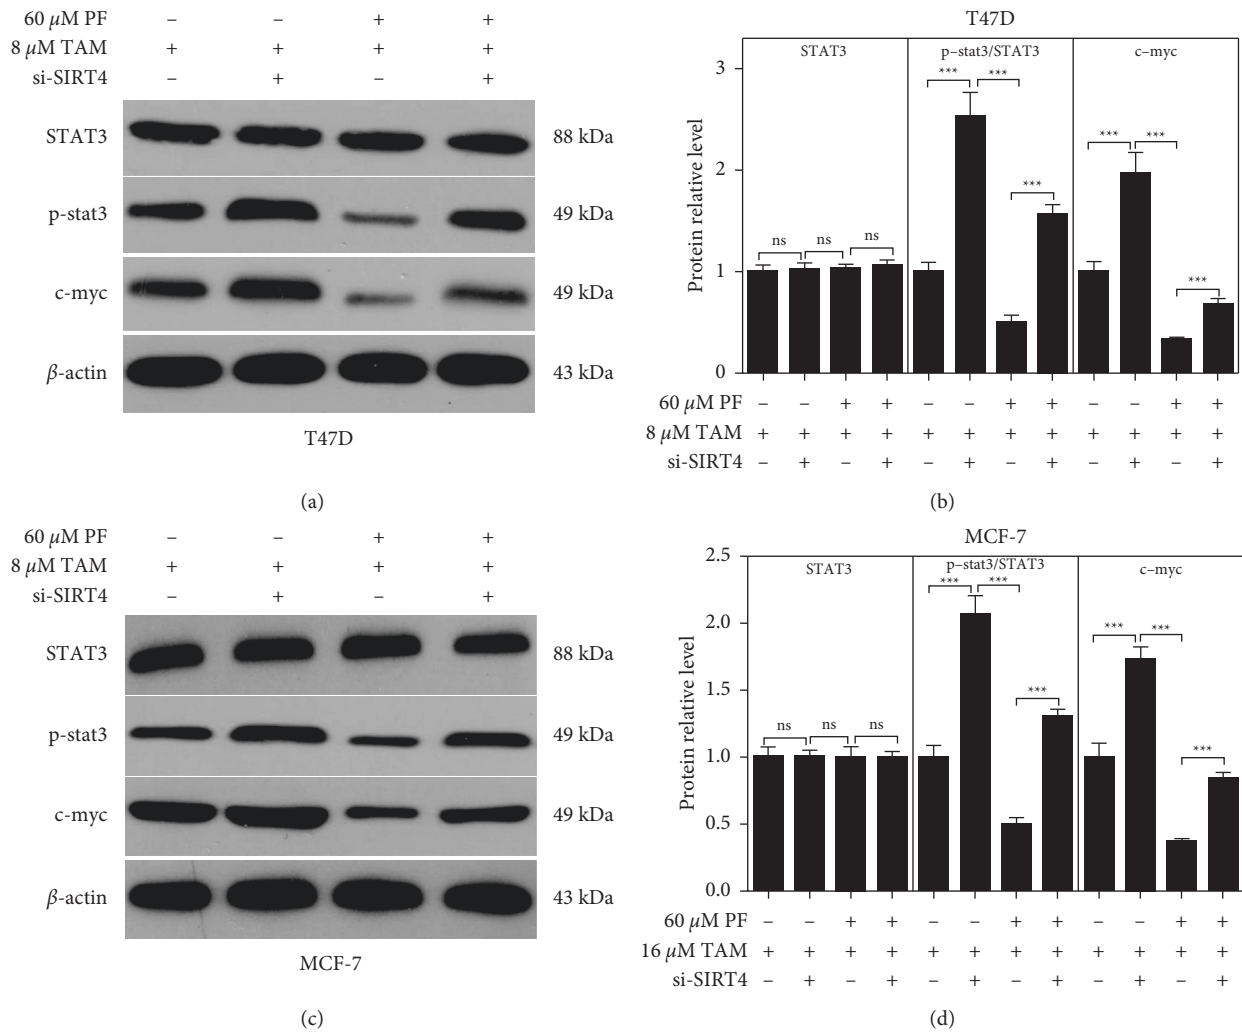 60 μM PF – – + +
8 μM TAM + + + +
si-SIRT4 – + – +
STAT3 88 kDa
p-stat3 49 kDa
c-myc 49 kDa
β-actin 43 kDa
T47D
(a)
T47D
STAT3 p–stat3/STAT3 c–myc
Protein relative level
3
2
1
0
ns ns ns *** *** *** *** *** ***
60 μM PF – – + + – – + + – – + +
8 μM TAM + + + + + + + + + + + +
si-SIRT4 – + – + – + – + – + – +
(b)
60 μM PF – – + +
8 μM TAM + + + +
si-SIRT4 – + – +
STAT3 88 kDa
p-stat3 49 kDa
c-myc 49 kDa
β-actin 43 kDa
MCF-7
(c)
MCF-7
STAT3 p–stat3/STAT3 c–myc
Protein relative level
2.5
2.0
1.5
1.0
0.5
0.0
ns ns ns *** *** *** *** *** ***
60 μM PF – – + + – – + + – – + +
16 μM TAM + + + + + + + + + + + +
si-SIRT4 – + – + – + – + – + – +
(d)